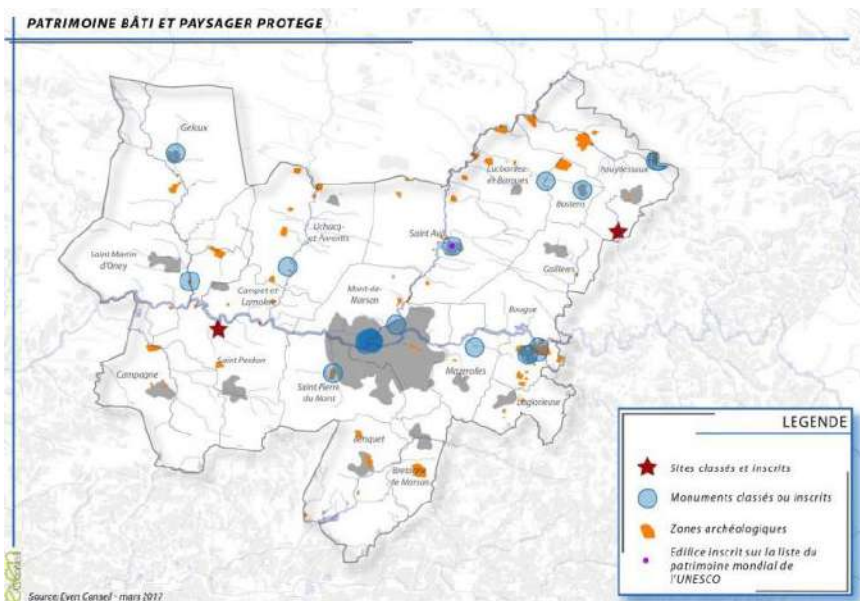 PATRIMOINE BÂTI ET PAYSAGER PROTEGE
Geloux
Lucbardez-et-Bargues
Pouydessaux
Bostens
Uchacq-et-Parentis
Saint Avit
Saint Martin d'Oney
Gaillères
Campet et Lamolère
Mont-de-Marsan
Bougue
Saint Perdon
Campagne
Mazerolles
Saint Pierre du Mont
Laglorieuse
Benquet
Bretagne de Marsan
LEGENDE
Sites classés et inscrits
Monuments classés ou inscrits
Zones archéologiques
Edifice inscrit sur la liste du
patrimoine mondial de
l'UNESCO
Source: Even Conseil - mars 2017